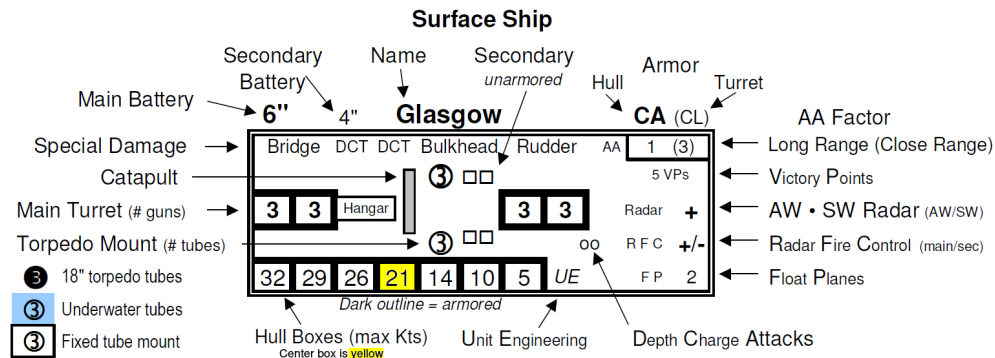 Surface Ship
Secondary Battery
Name
Secondary
unarmored
Armor
Hull
Turret
Main Battery
6"
4"
Glasgow
CA (CL)
AA Factor
Special Damage
Bridge DCT DCT Bulkhead Rudder
AA 1 (3)
Long Range (Close Range)
Catapult
3
5 VPs
Victory Points
Main Turret (# guns)
3 3 Hangar 3 3
Radar +
AW • SW Radar (AW/SW)
Torpedo Mount (# tubes)
3
OO
R F C +/-
Radar Fire Control (main/sec)
3 18" torpedo tubes
32 29 26 21 14 10 5 UE
F P 2
Float Planes
Dark outline = armored
3 Underwater tubes
3 Fixed tube mount
Hull Boxes (max Kts)
Center box is yellow
Unit Engineering
Depth Charge Attacks